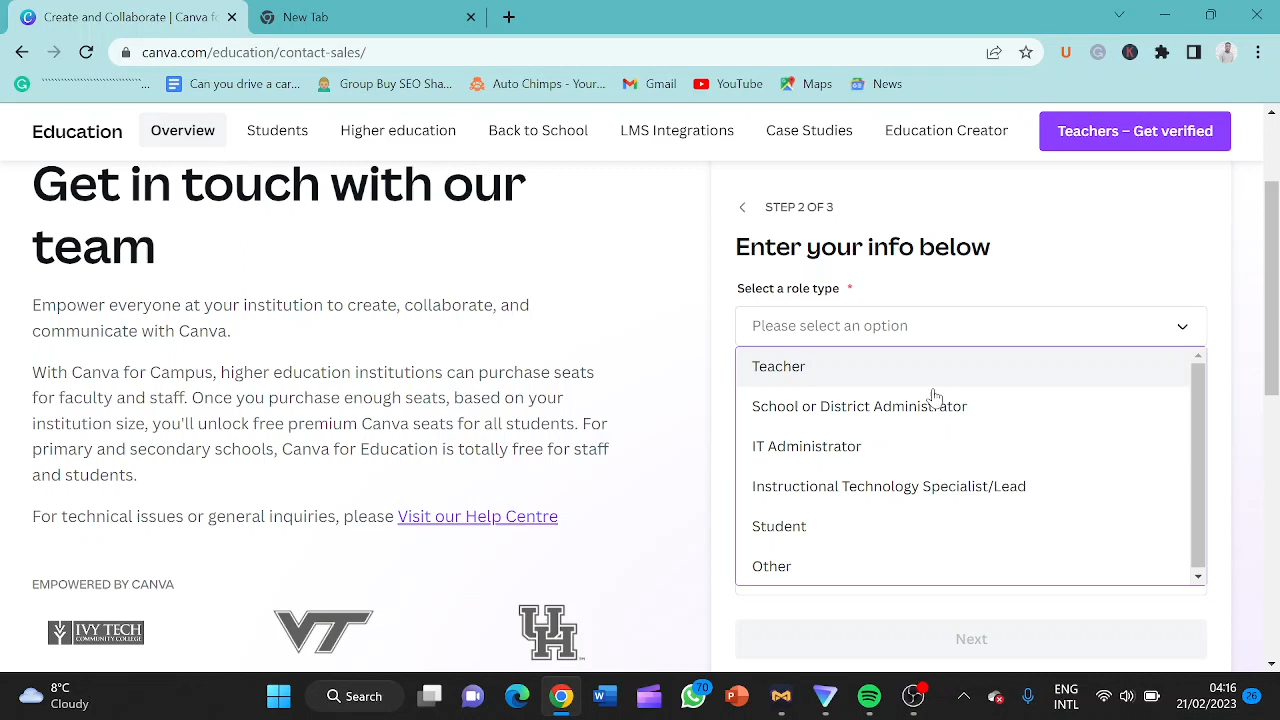 Create and Collaborate | Canva fo
New Tab
canva.com/education/contact-sales/
...
Can you drive a car...
Group Buy SEO Sha...
Auto Chimps - Your...
Gmail
YouTube
Maps
News
Education
Overview
Students
Higher education
Back to School
LMS Integrations
Case Studies
Education Creator
Teachers – Get verified
Get in touch with our
team
Empower everyone at your institution to create, collaborate, and
communicate with Canva.
With Canva for Campus, higher education institutions can purchase seats
for faculty and staff. Once you purchase enough seats, based on your
institution size, you'll unlock free premium Canva seats for all students. For
primary and secondary schools, Canva for Education is totally free for staff
and students.
For technical issues or general inquiries, please Visit our Help Centre
EMPOWERED BY CANVA
IVY TECH
COMMUNITY COLLEGE
VT
UH
STEP 2 OF 3
Enter your info below
Select a role type *
Please select an option
Teacher
School or District Administrator
IT Administrator
Instructional Technology Specialist/Lead
Student
Other
Next
8°C
Cloudy
Search
70
ENG
INTL
04:16
21/02/2023
26